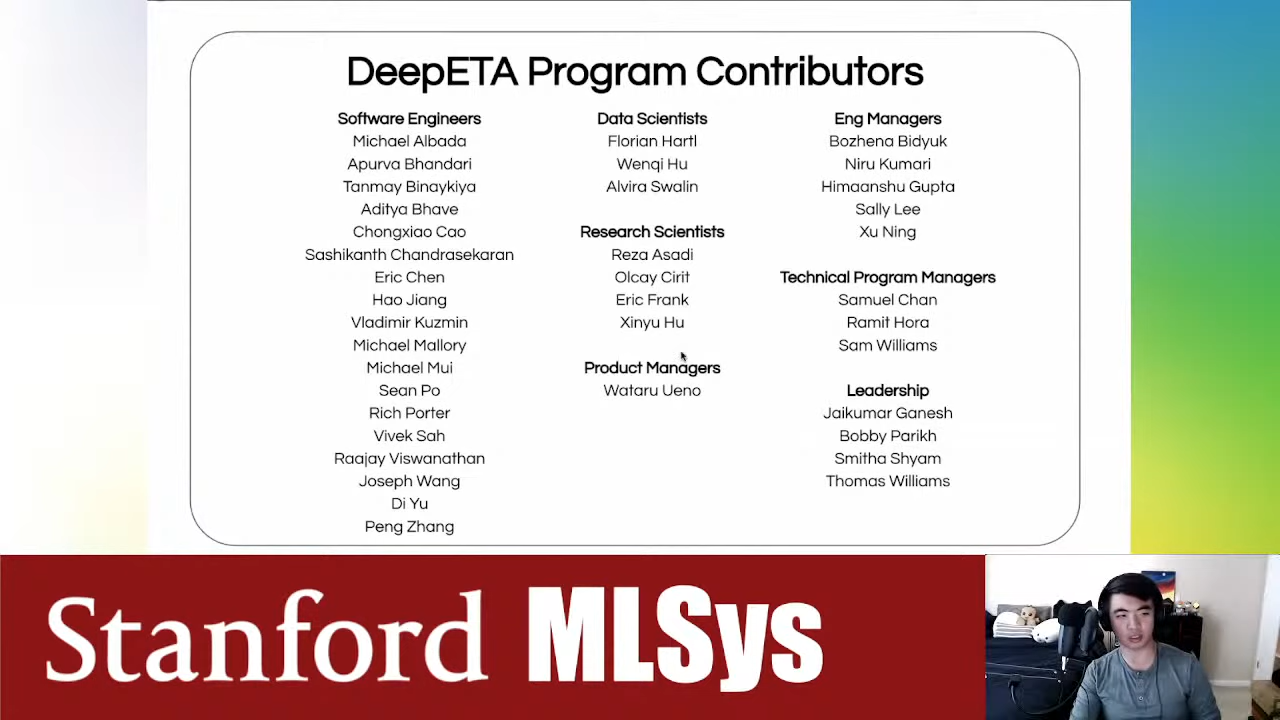 DeepETA Program Contributors
Software Engineers
Michael Albada
Apurva Bhandari
Tanmay Binaykiya
Aditya Bhave
Chongxiao Cao
Sashikanth Chandrasekaran
Eric Chen
Hao Jiang
Vladimir Kuzmin
Michael Mallory
Michael Mui
Sean Po
Rich Porter
Vivek Sah
Raajay Viswanathan
Joseph Wang
Di Yu
Peng Zhang
Data Scientists
Florian Hartl
Wenqi Hu
Alvira Swalin
Research Scientists
Reza Asadi
Olcay Cirit
Eric Frank
Xinyu Hu
Product Managers
Wataru Ueno
Eng Managers
Bozhena Bidyuk
Niru Kumari
Himaanshu Gupta
Sally Lee
Xu Ning
Technical Program Managers
Samuel Chan
Ramit Hora
Sam Williams
Leadership
Jaikumar Ganesh
Bobby Parikh
Smitha Shyam
Thomas Williams
Stanford MLSys